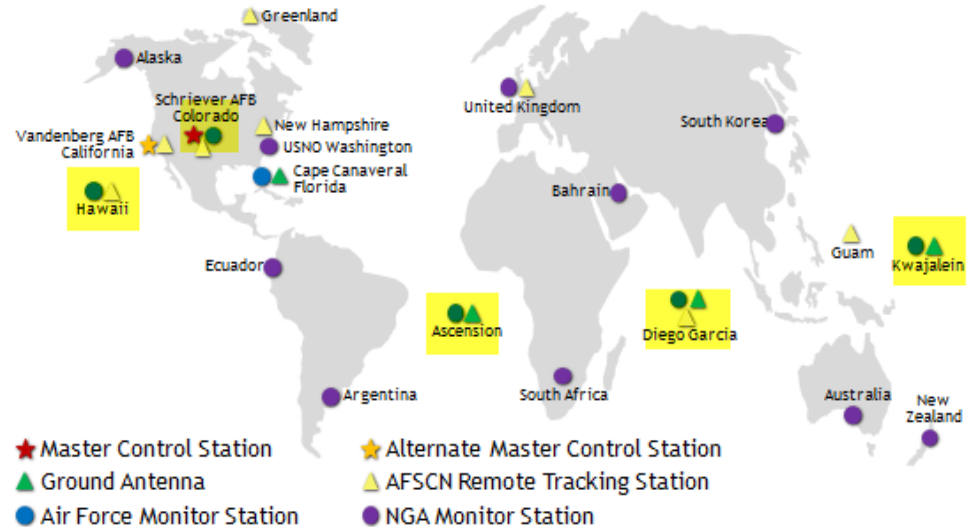 Greenland
Alaska
Schriever AFB
Colorado
United Kingdom
South Korea
Vandenberg AFB
California
New Hampshire
USNO Washington
Cape Canaveral
Florida
Hawaii
Bahrain
Guam
Kwajalein
Ecuador
Ascension
Diego Garcia
Argentina
South Africa
Australia
New
Zealand
Master Control Station
Alternate Master Control Station
Ground Antenna
AFSCN Remote Tracking Station
Air Force Monitor Station
NGA Monitor Station